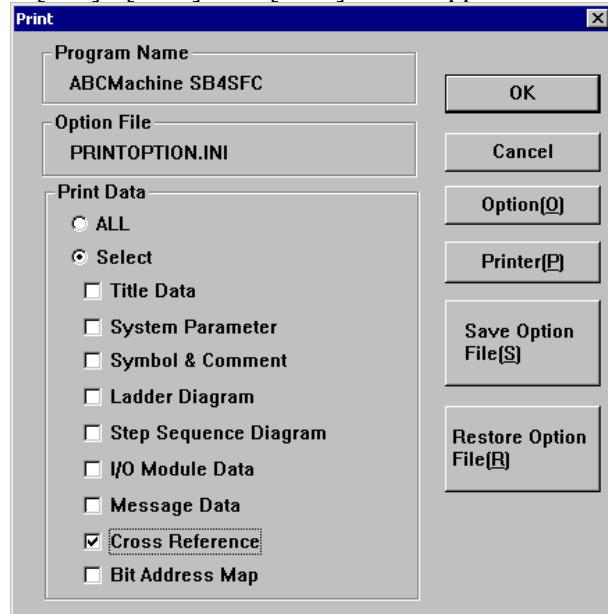 Print
Program Name
ABCMachine SB4SFC
Option File
PRINTOPTION.INI
Print Data
ALL
Select
Title Data
System Parameter
Symbol & Comment
Ladder Diagram
Step Sequence Diagram
I/O Module Data
Message Data
Cross Reference
Bit Address Map
OK
Cancel
Option(O)
Printer(P)
Save Option
File(S)
Restore Option
File(R)